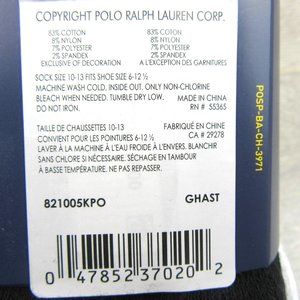 COPYRIGHT POLO RALPH LAUREN CORP.
83% COTTON 83% COTTON
8% NYLON 8% NYLON
7% POLYESTER 7% POLYESTER
2% SPANDEX 2% SPANDEX
EXCLUSIVE OF DECORATION A L'EXCEPTION DES GARNITURES
SOCK SIZE 10-13 FITS SHOE SIZE 6-12 ½
MACHINE WASH COLD, INSIDE OUT, ONLY NON-CHLORINE
BLEACH WHEN NEEDED. TUMBLE DRY LOW. MADE IN CHINA
DO NOT IRON. RN # 55365
TAILLE DE CHAUSSETTES 10-13 FABRIQUÉ EN CHINE
CONVIENT POUR LES POINTURES 6-12 ½ CA # 29278
LAVER A LA MACHINE À L'EAU FROIDE À L'ENVERS. BLANCHIR
SANS CHLORE SI NÉCESSAIRE. SÉCHAGE EN TAMBOUR
À BASSE TEMPÉRATURE. NE PAS REPASSER.
821005KPO GHAST
0 47852 37020 2
POSP-BA-CH-3971